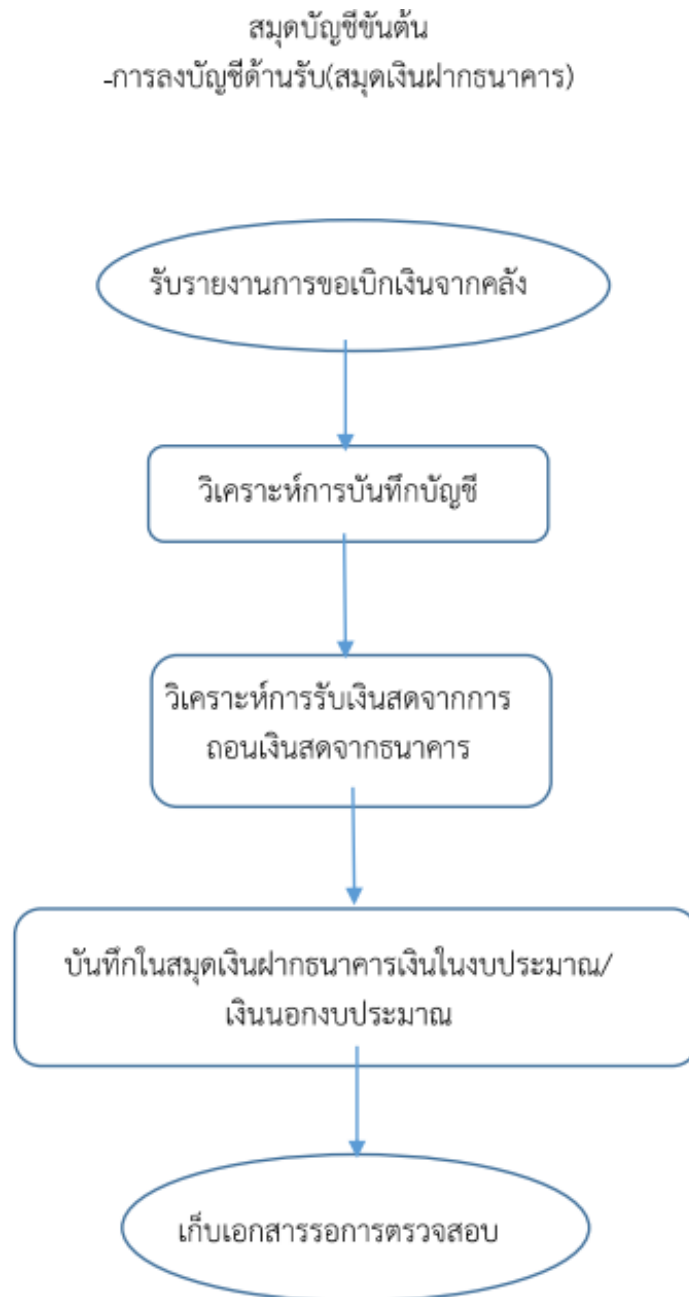 สมุดบัญชีขั้นต้น
-การลงบัญชีด้านรับ(สมุดเงินฝากธนาคาร)
รับรายงานการขอเบิกเงินจากคลัง
วิเคราะห์การบันทึกบัญชี
วิเคราะห์การรับเงินสดจากการ
ถอนเงินสดจากธนาคาร
บันทึกในสมุดเงินฝากธนาคารเงินในงบประมาณ/
เงินนอกงบประมาณ
เก็บเอกสารรอการตรวจสอบ